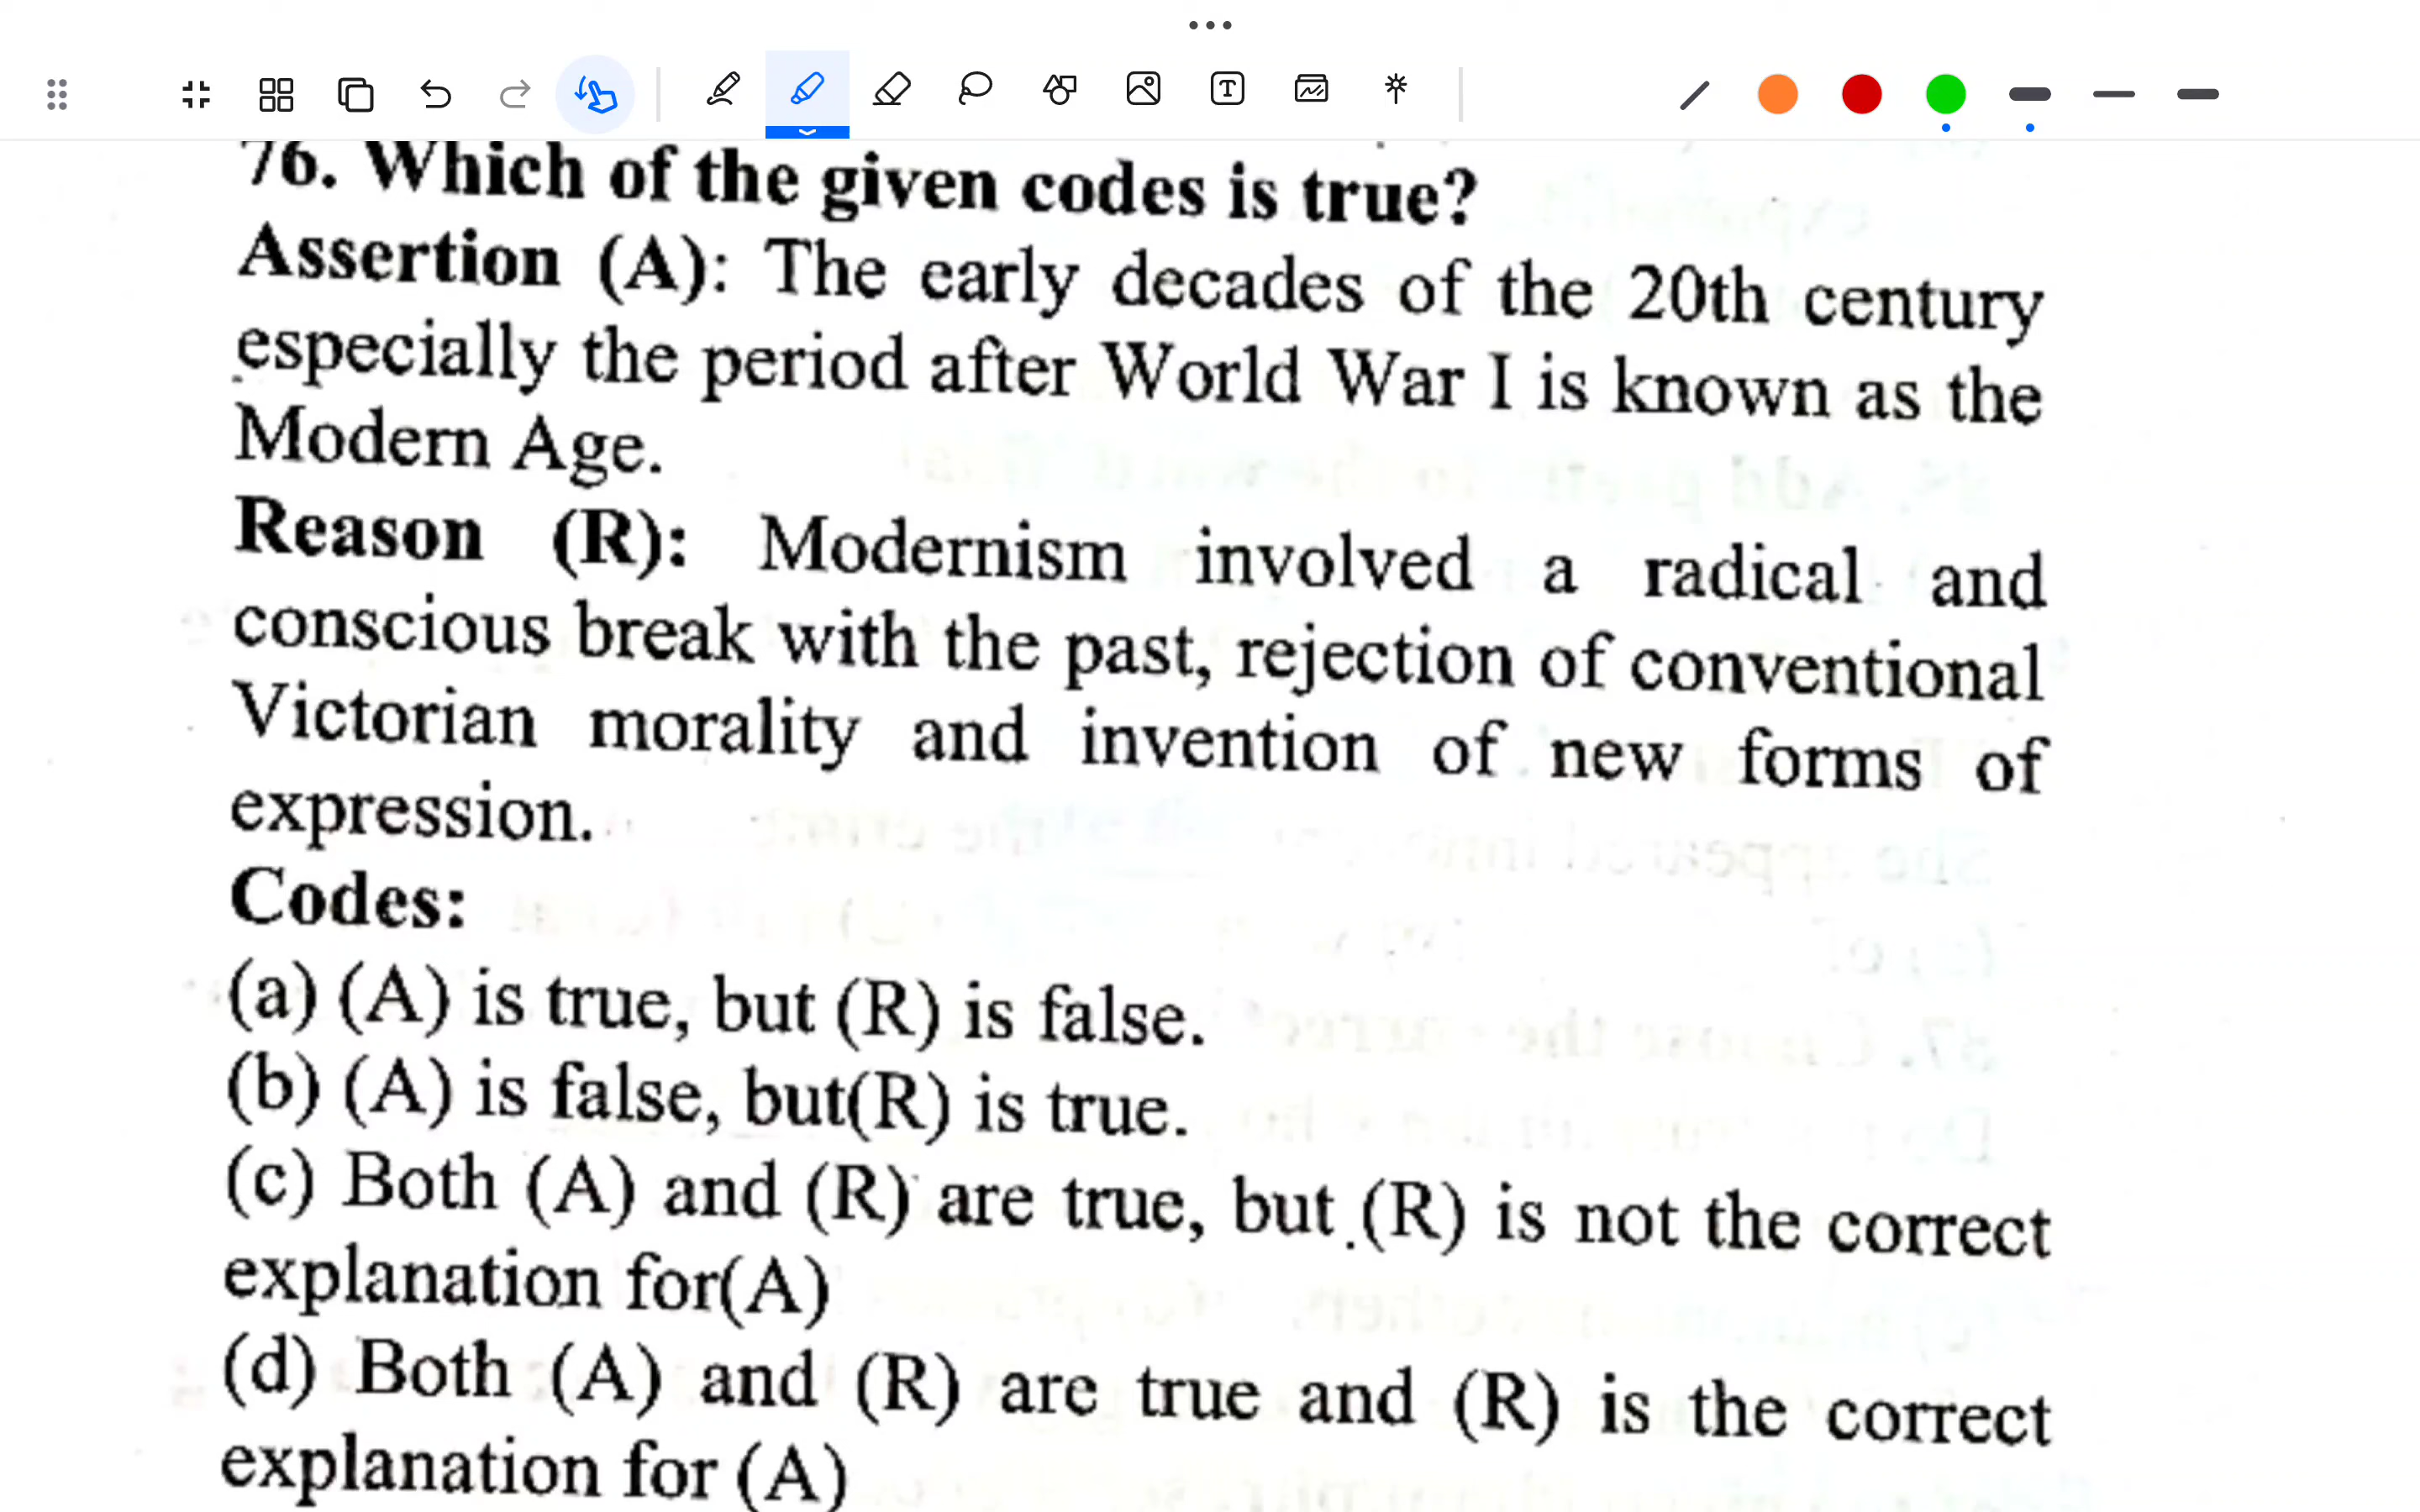 76. Which of the given codes is true?
Assertion (A): The early decades of the 20th century
especially the period after World War I is known as the
Modern Age.
Reason (R): Modernism involved a radical and
conscious break with the past, rejection of conventional
Victorian morality and invention of new forms of
expression.
Codes:
(a) (A) is true, but (R) is false.
(b) (A) is false, but(R) is true.
(c) Both (A) and (R) are true, but (R) is not the correct
explanation for(A)
(d) Both (A) and (R) are true and (R) is the correct
explanation for (A)